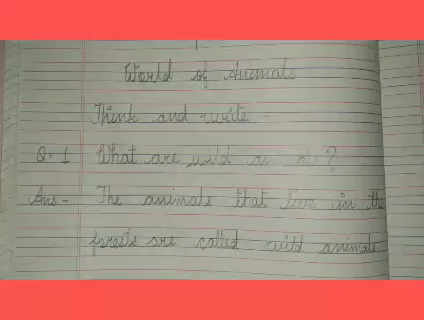 World of Animals
Think and write
Q-1 What are wild ?
Ans - The animals that live in the
forests are called wild animals